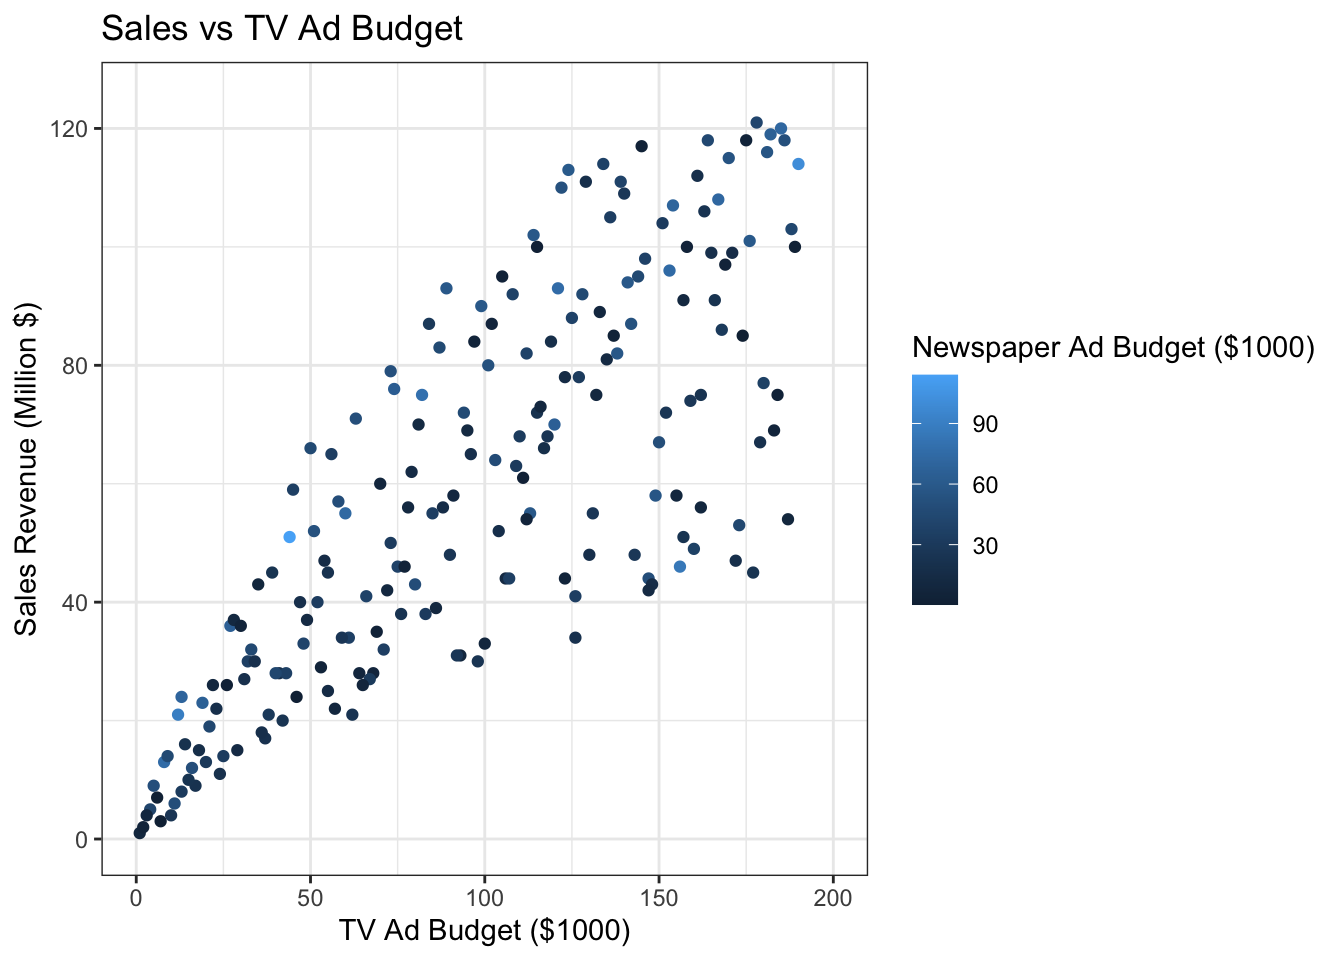 Sales vs TV Ad Budget
120
80
40
0
Sales Revenue (Million $)
0 50 100 150 200
TV Ad Budget ($1000)
Newspaper Ad Budget ($1000)
90
60
30